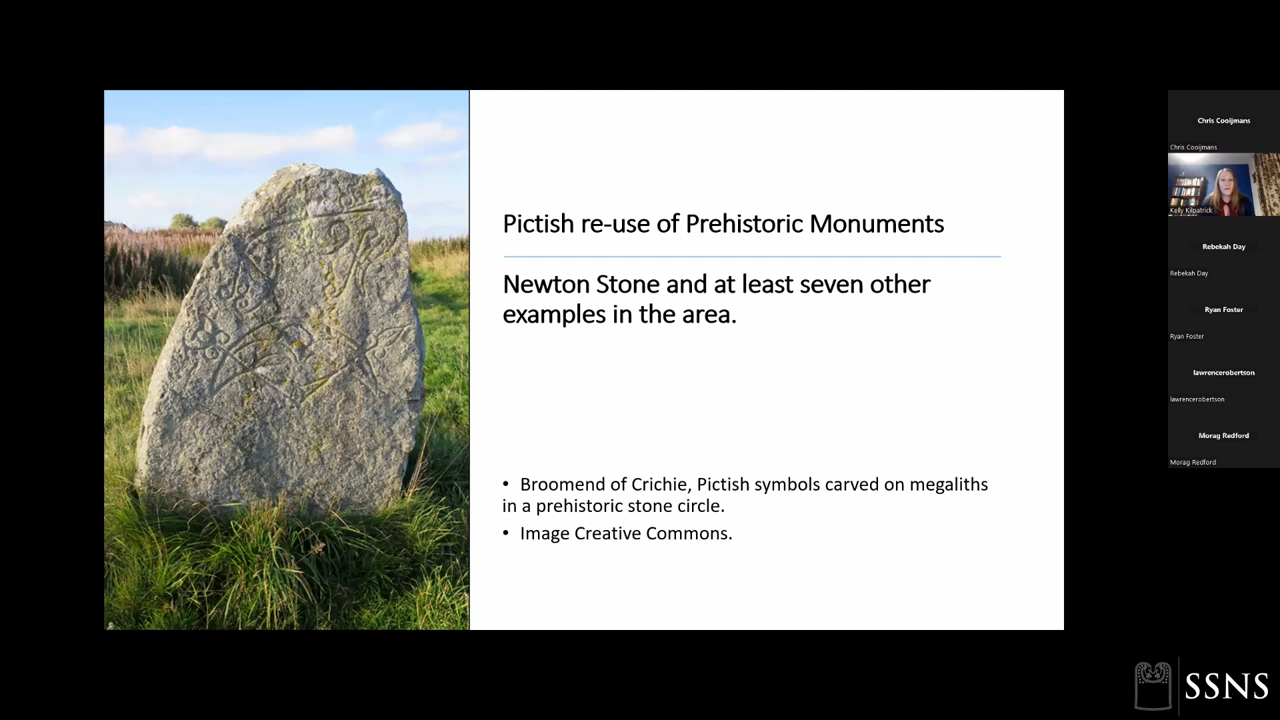 Pictish re-use of Prehistoric Monuments
Newton Stone and at least seven other
examples in the area.
• Broomend of Crichie, Pictish symbols carved on megaliths
in a prehistoric stone circle.
• Image Creative Commons.
Chris Cooijmans
Chris Cooijmans
Kelly Kilpatrick
Rebekah Day
Rebekah Day
Ryan Foster
Ryan Foster
lawrencerobertson
lawrencerobertson
Morag Redford
Morag Redford
SSNS